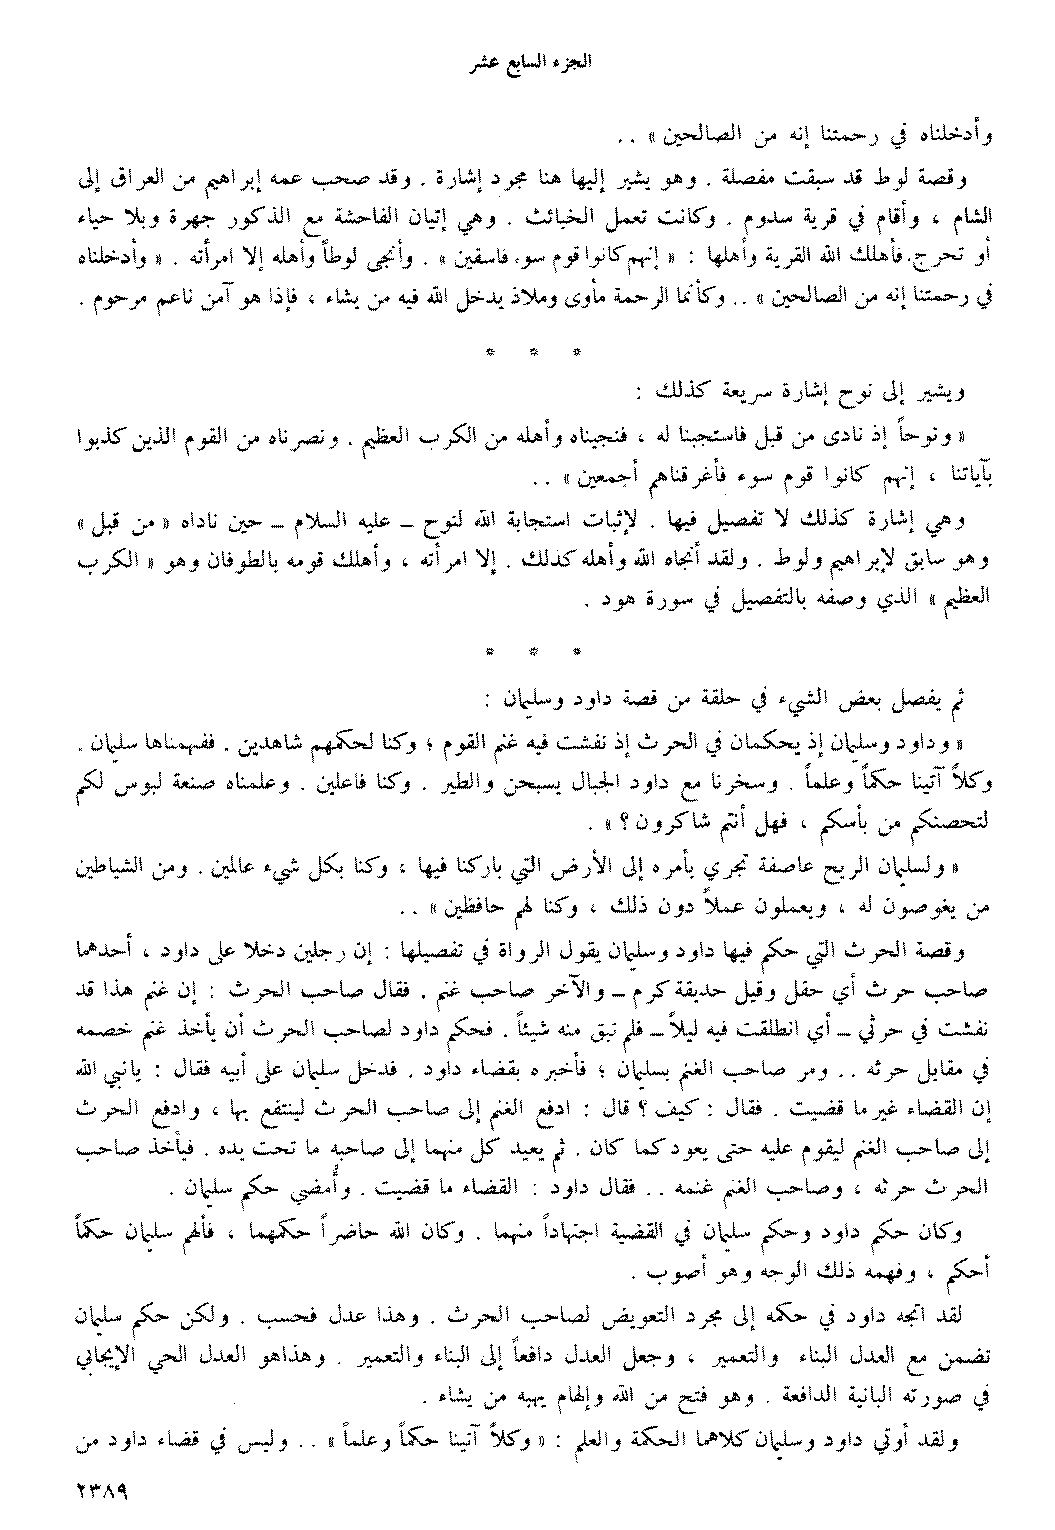 الجزء السابع عشر
وأدخلناه في رحمتنا إنه من الصالحين » . .
وقصة لوط قد سبقت مفصلة . وهو يشير إليها هنا مجرد إشارة . وقد صحب عمه إبراهيم من العراق إلى
الشام ، وأقام في قرية سدوم . وكانت تعمل الخبائث . وهي إتيان الفاحشة مع الذكور جهرة وبلا حياء
أو تحرج. فأهلك الله القرية وأهلها : « إنهم كانوا قوم سوء فاسقين » . وأنجى لوطاً وأهله إلا امرأته . « وأدخلناه
في رحمتنا إنه من الصالحين » .. وكأنما الرحمة مأوى وملاذ يدخل الله فيه من يشاء ، فإذا هو آمن ناعم مرحوم .
* * *
ويشير إلى نوح إشارة سريعة كذلك :
« ونوحاً إذ نادى من قبل فاستجبنا له ، فنجيناه وأهله من الكرب العظيم . ونصرناه من القوم الذين كذبوا
بآياتنا ، إنهم كانوا قوم سوء فأغرقناهم أجمعين » . .
وهي إشارة كذلك لا تفصيل فيها . لإثبات استجابة الله لنوح – عليه السلام – حين ناداه « من قبل »
وهو سابق لإبراهيم ولوط . ولقد أنجاه الله وأهله كذلك . إلا امرأته ، وأهلك قومه بالطوفان وهو « الكرب
العظيم » الذي وصفه بالتفصيل في سورة هود .
* * *
ثم يفصل بعض الشيء في حلقة من قصة داود وسليمان :
« وداود وسليمان إذ يحكمان في الحرث إذ نفشت فيه غنم القوم ؛ وكنا لحكمهم شاهدين . ففهمناها سليمان .
وكلاً آتينا حكماً وعلماً . وسخرنا مع داود الجبال يسبحن والطير . وكنا فاعلين . وعلمناه صنعة لبوس لكم
لتحصنكم من بأسكم ، فهل أنتم شاكرون ؟ » .
« ولسليمان الريح عاصفة تجري بأمره إلى الأرض التي باركنا فيها ، وكنا بكل شيء عالمين . ومن الشياطين
من يغوصون له ، ويعملون عملاً دون ذلك ، وكنا لهم حافظين » . .
وقصة الحرث التي حكم فيها داود وسليمان يقول الرواة في تفصيلها : إن رجلين دخلا على داود ، أحدهما
صاحب حرث أي حقل وقيل حديقة كرم – والآخر صاحب غنم . فقال صاحب الحرث : إن غنم هذا قد
نفشت في حرثي – أي انطلقت فيه ليلاً – فلم تبق منه شيئاً . فحكم داود لصاحب الحرث أن يأخذ غنم خصمه
في مقابل حرثه . . ومر صاحب الغنم بسليمان ؛ فأخبره بقضاء داود . فدخل سليمان على أبيه فقال : يا نبي الله
إن القضاء غير ما قضيت . فقال : كيف ؟ قال : ادفع الغنم إلى صاحب الحرث لينتفع بها ، وادفع الحرث
إلى صاحب الغنم ليقوم عليه حتى يعود كما كان . ثم يعيد كل منهما إلى صاحبه ما تحت يده . فيأخذ صاحب
الحرث حرثه ، وصاحب الغنم غنمه .. فقال داود : القضاء ما قضيت . وأُمضي حكم سليمان .
وكان حكم داود وحكم سليمان في القضية اجتهاداً منهما . وكان الله حاضراً حكمهما ، فألهم سليمان حكماً
أحكم ، وفهمه ذلك الوجه وهو أصوب .
لقد اتجه داود في حكمه إلى مجرد التعويض لصاحب الحرث . وهذا عدل فحسب . ولكن حكم سليمان
تضمن مع العدل البناء والتعمير ، وجعل العدل دافعاً إلى البناء والتعمير . وهذا هو العدل الحي الإيجابي
في صورته البانية الدافعة . وهو فتح من الله وإلهام يهبه من يشاء .
ولقد أوتي داود وسليمان كلاهما الحكمة والعلم : « وكلاً آتينا حكماً وعلماً » . . وليس في قضاء داود من
٢٣٨٩